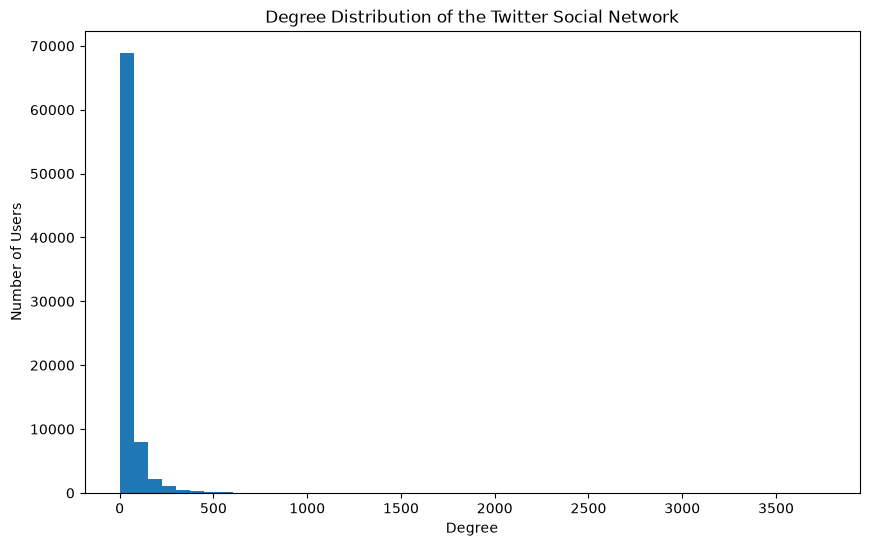 Degree Distribution of the Twitter Social Network
70000
60000
50000
40000
30000
20000
10000
0
Number of Users
0 500 1000 1500 2000 2500 3000 3500
Degree